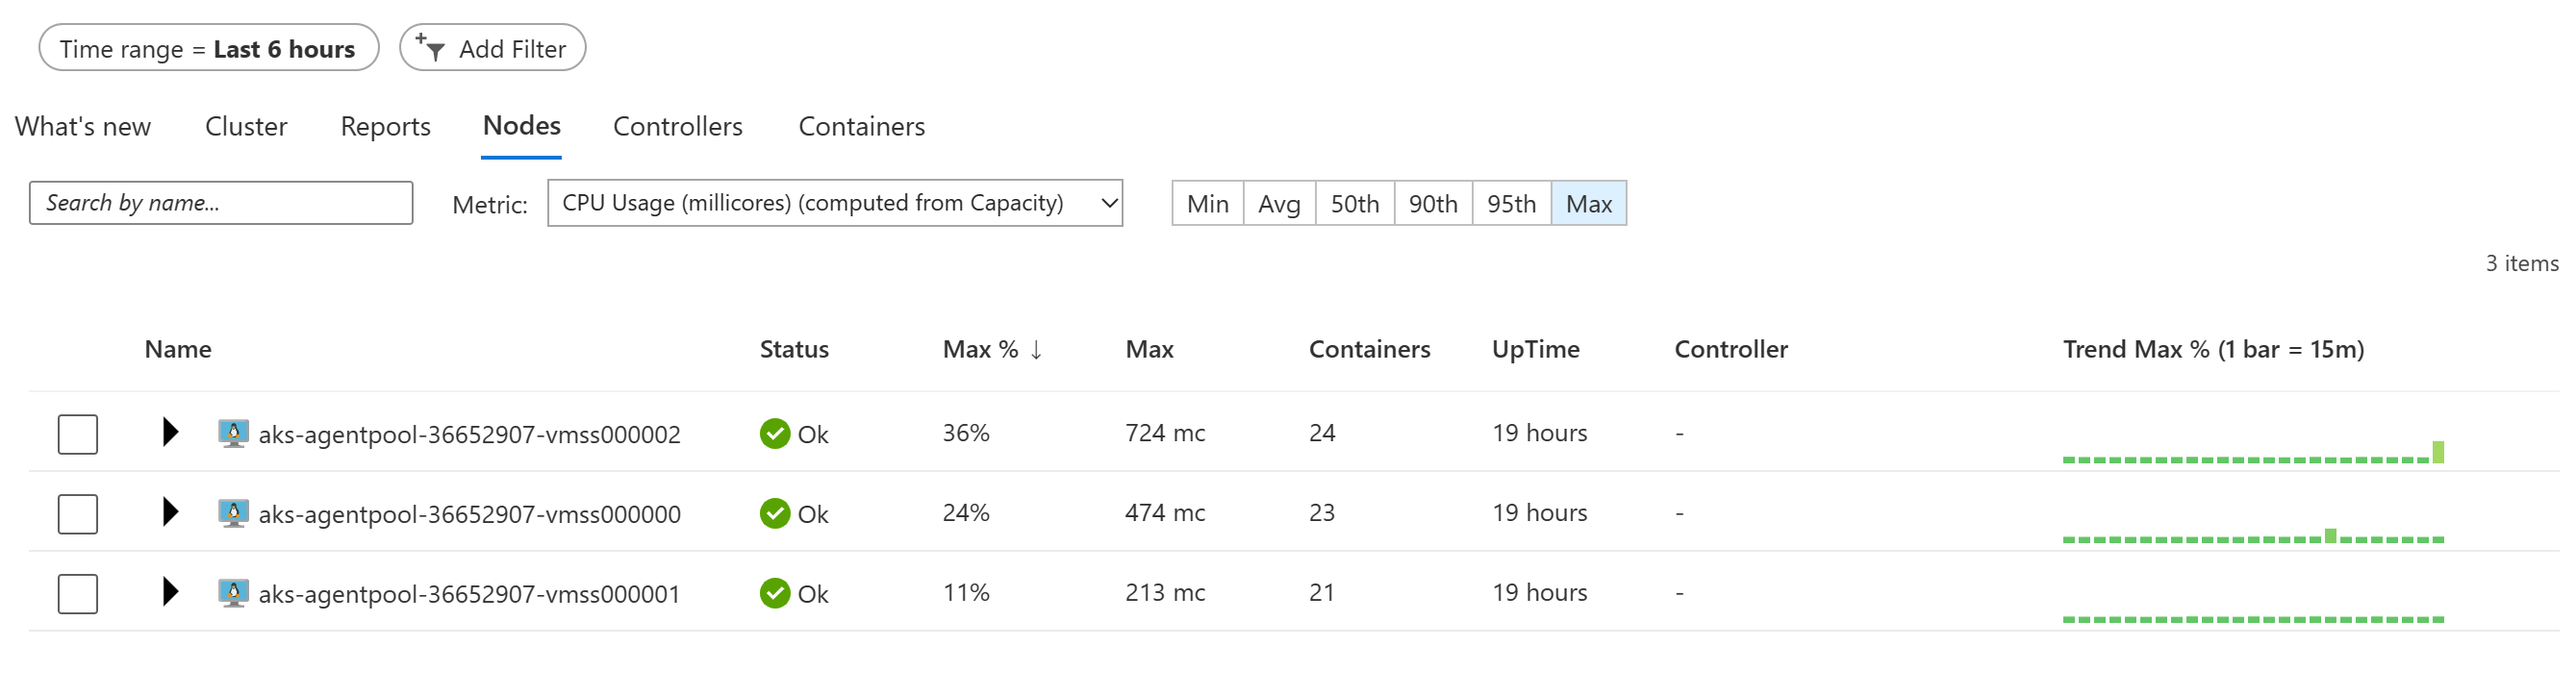 Time range = Last 6 hours Add Filter
What's new Cluster Reports Nodes Controllers Containers
Search by name... Metric: CPU Usage (millicores) (computed from Capacity) Min Avg 50th 90th 95th Max
3 items
Name Status Max % ↓ Max Containers UpTime Controller Trend Max % (1 bar = 15m)
aks-agentpool-36652907-vmss000002 Ok 36% 724 mc 24 19 hours -
aks-agentpool-36652907-vmss000000 Ok 24% 474 mc 23 19 hours -
aks-agentpool-36652907-vmss000001 Ok 11% 213 mc 21 19 hours -